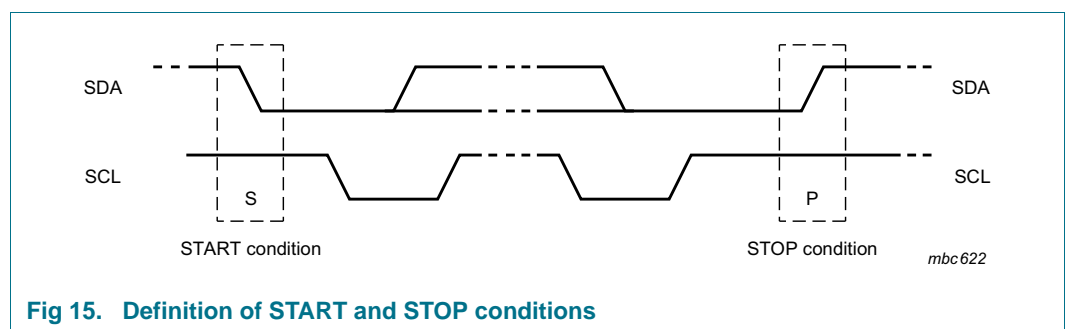 SDA SDA
SCL SCL
S P
START condition STOP condition
mbc622
Fig 15. Definition of START and STOP conditions